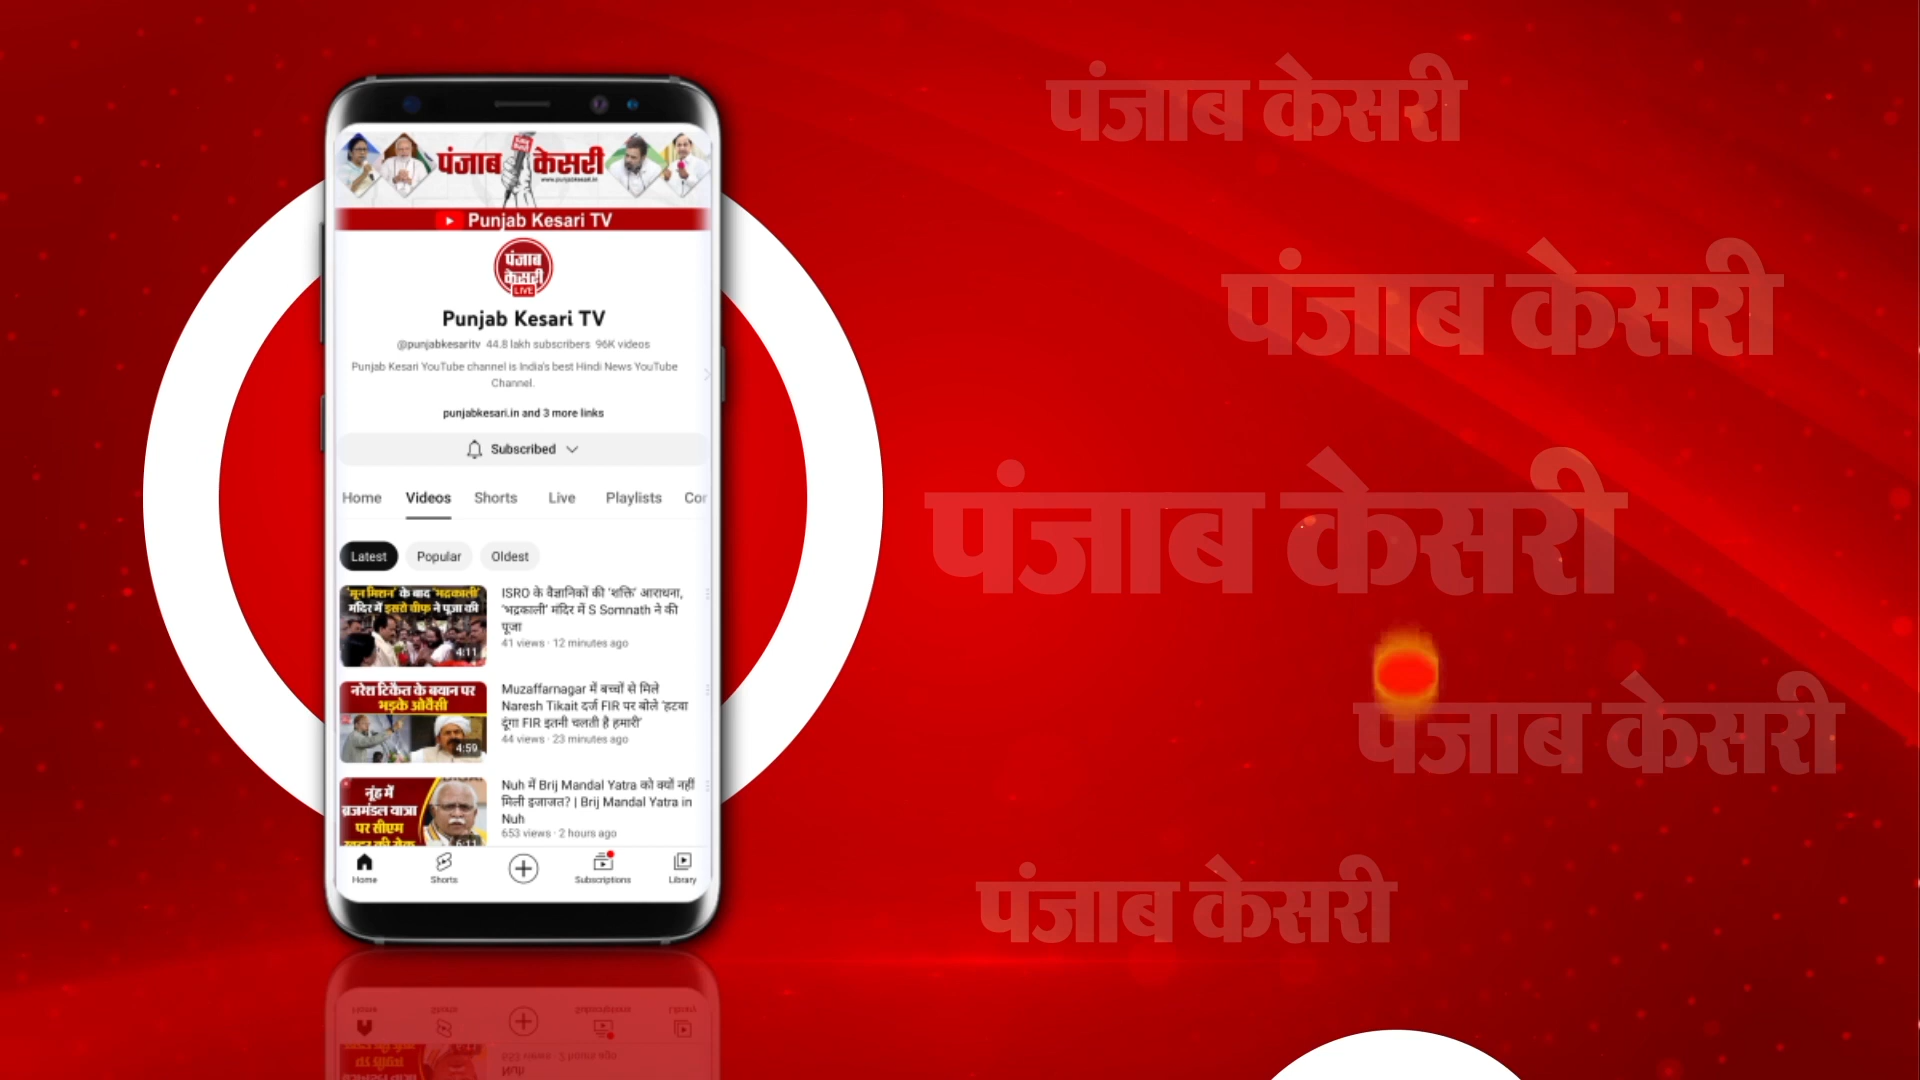 पंजाब केसरी
www.punjabkesari.in
Punjab Kesari TV
पंजाब
केसरी
LIVE
Punjab Kesari TV
@punjabkesaritv 44.8 lakh subscribers 96K videos
Punjab Kesari YouTube channel is India's best Hindi News YouTube
Channel.
punjabkesari.in and 3 more links
Subscribed
Home Videos Shorts Live Playlists Cor
Latest Popular Oldest
'मून मिशन' के बाद 'भद्रकाली'
मंदिर में इसरो चीफ ने पूजा की
4:11
ISRO के वैज्ञानिकों की 'शक्ति' आराधना,
'भद्रकाली' मंदिर में S Somnath ने की
पूजा
41 views · 12 minutes ago
नरेश टिकैत के बयान पर
भड़के ओवैसी
4:59
Muzaffarnagar में बच्चों से मिले
Naresh Tikait दर्ज FIR पर बोले 'हटवा
दूंगा FIR इतनी चलती है हमारी'
44 views · 23 minutes ago
नूंह में
ब्रजमंडल यात्रा
पर सीएम
6:11
Nuh में Brij Mandal Yatra को क्यों नहीं
मिली इजाजत? | Brij Mandal Yatra in
Nuh
653 views · 2 hours ago
Home Shorts Subscriptions Library
पंजाब केसरी
पंजाब केसरी
पंजाब केसरी
पंजाब केसरी
पंजाब केसरी